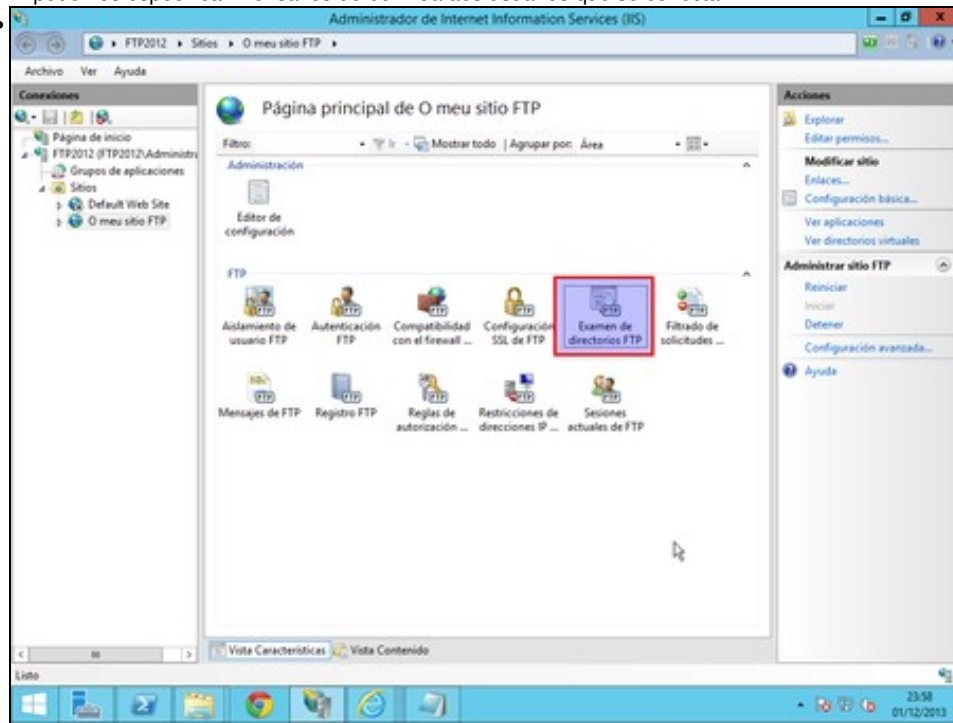 Administrador de Internet Information Services (IIS)
FTP2012 ▸ Sitios ▸ O meu sitio FTP ▸
Archivo Ver Ayuda
Conexiones
Página de inicio
FTP2012 (FTP2012\Administr
Grupos de aplicaciones
Sitios
Default Web Site
O meu sitio FTP
Página principal de O meu sitio FTP
Filtro: Ir Mostrar todo Agrupar por: Área
Administración
Editor de
configuración
FTP
Aislamiento de
usuario FTP
Autenticación
FTP
Compatibilidad
con el firewall ...
Configuración
SSL de FTP
Examen de
directorios FTP
Filtrado de
solicitudes ...
Mensajes de FTP
Registro FTP
Reglas de
autorización ...
Restricciones de
direcciones IP ...
Sesiones
actuales de FTP
Vista Características Vista Contenido
Acciones
Explorar
Editar permisos...
Modificar sitio
Enlaces...
Configuración básica...
Ver aplicaciones
Ver directorios virtuales
Administrar sitio FTP
Reiniciar
Iniciar
Detener
Configuración avanzada...
Ayuda
Listo
23:58
01/12/2013